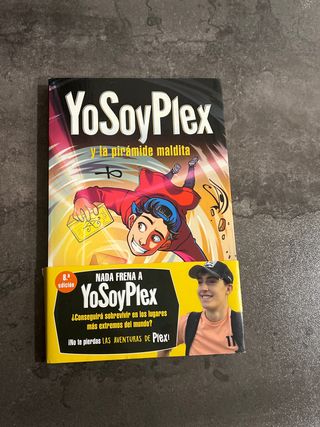 YoSoyPlex
y la pirámide maldita
8.ª
edición
NADA FRENA A
YoSoyPlex
¿Conseguirá sobrevivir en los lugares
más extremos del mundo?
¡No te pierdas LAS AVENTURAS DE Plex!